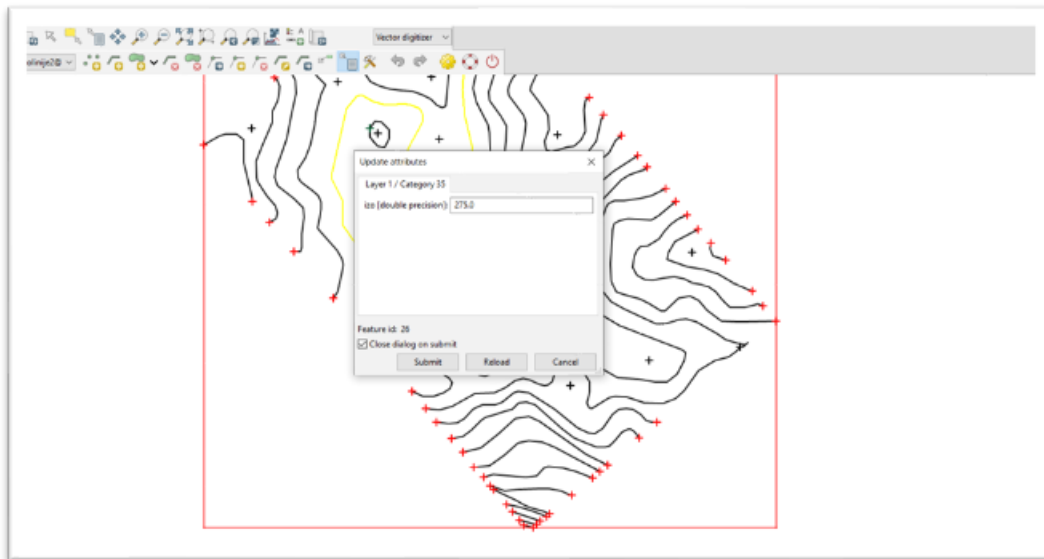 Vector digitizer
Update attributes
Layer 1 / Category 35
izo (double precision): 275.0
Feature id: 26
Close dialog on submit
Submit Reload Cancel